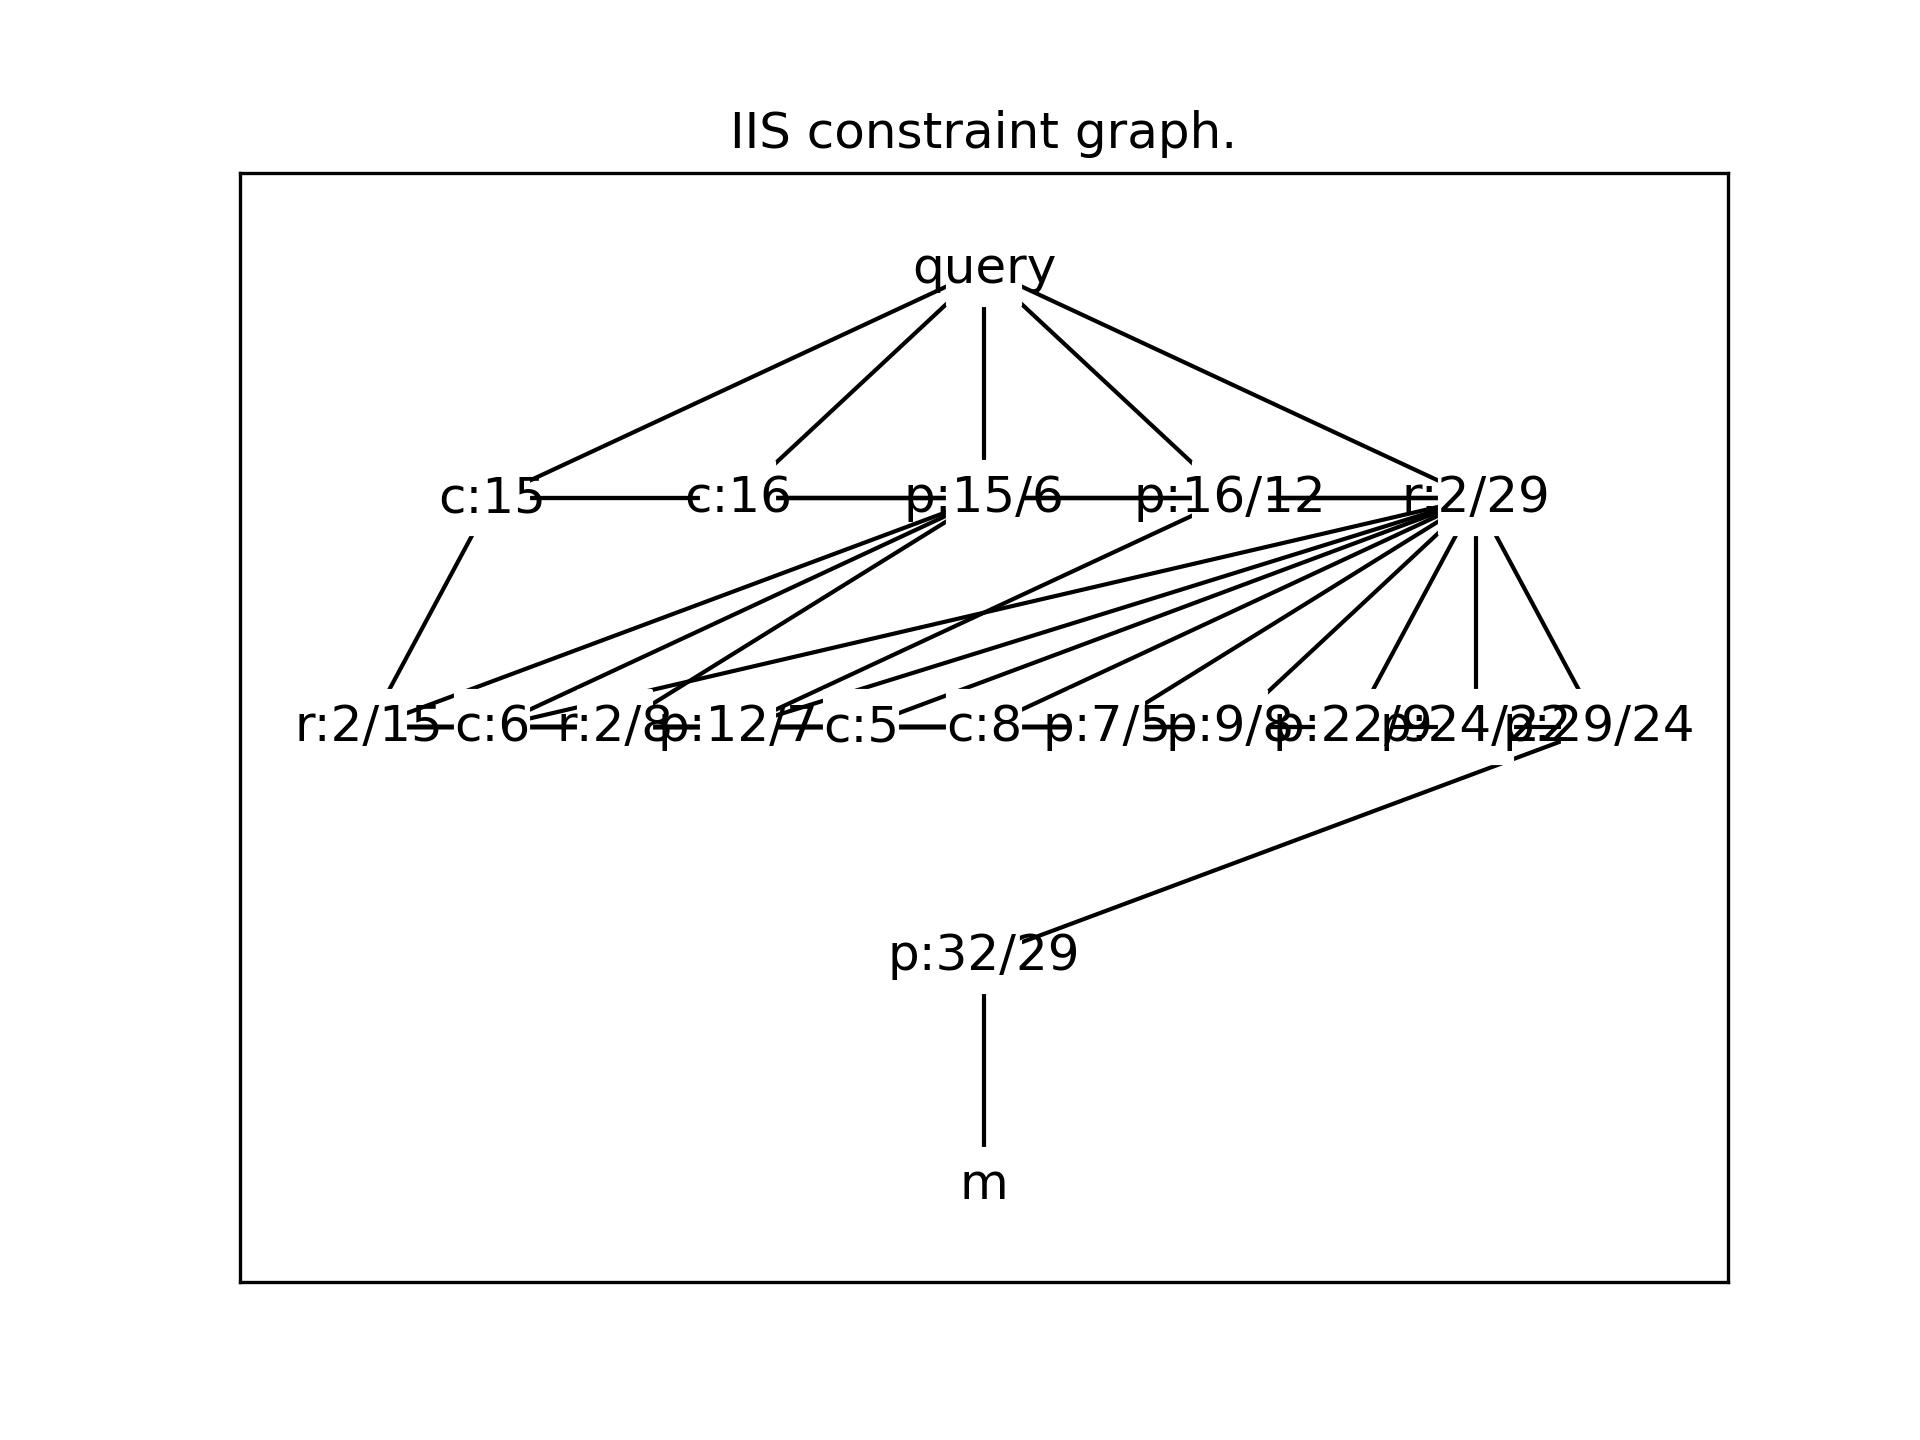 IIS constraint graph.
query
c:15 c:16 p:15/6 p:16/12 r:2/29
r:2/15 c:6 r:2/8 p:12/7 c:5 c:8 p:7/5 p:9/8 p:22/9 p:24/22 p:29/24
p:32/29
m